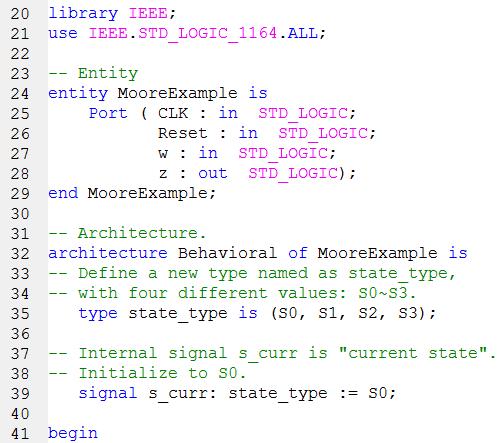 20 library IEEE;
21 use IEEE.STD_LOGIC_1164.ALL;
22
23 -- Entity
24 entity MooreExample is
25     Port ( CLK : in  STD_LOGIC;
26            Reset : in  STD_LOGIC;
27            w : in  STD_LOGIC;
28            z : out  STD_LOGIC);
29 end MooreExample;
30
31 -- Architecture.
32 architecture Behavioral of MooreExample is
33 -- Define a new type named as state_type,
34 -- with four different values: S0~S3.
35    type state_type is (S0, S1, S2, S3);
36
37 -- Internal signal s_curr is "current state".
38 -- Initialize to S0.
39    signal s_curr: state_type := S0;
40
41 begin